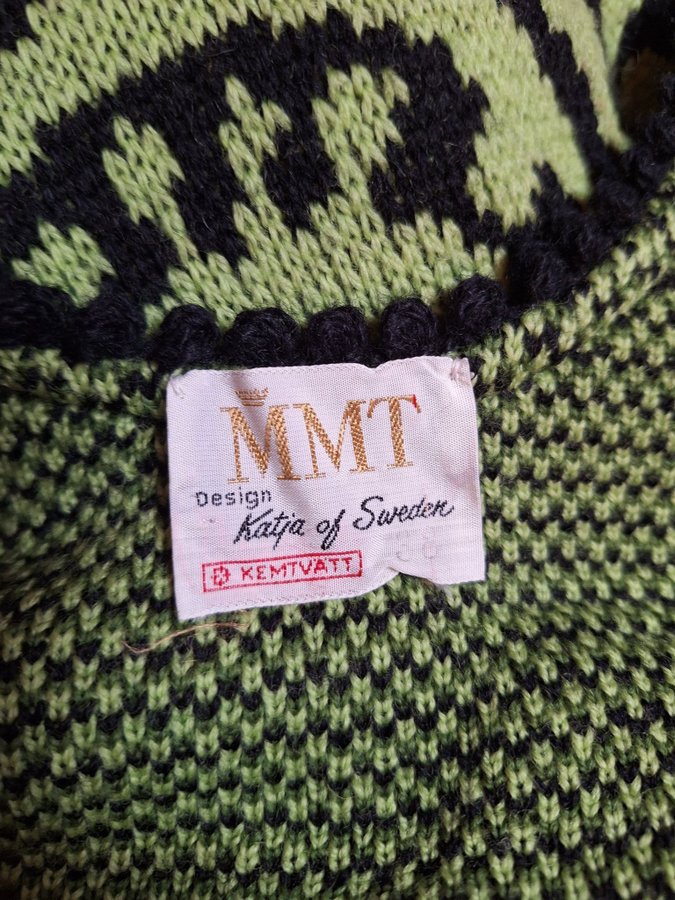 MMT
Design
Katja of Sweden
KEMTVÄTT